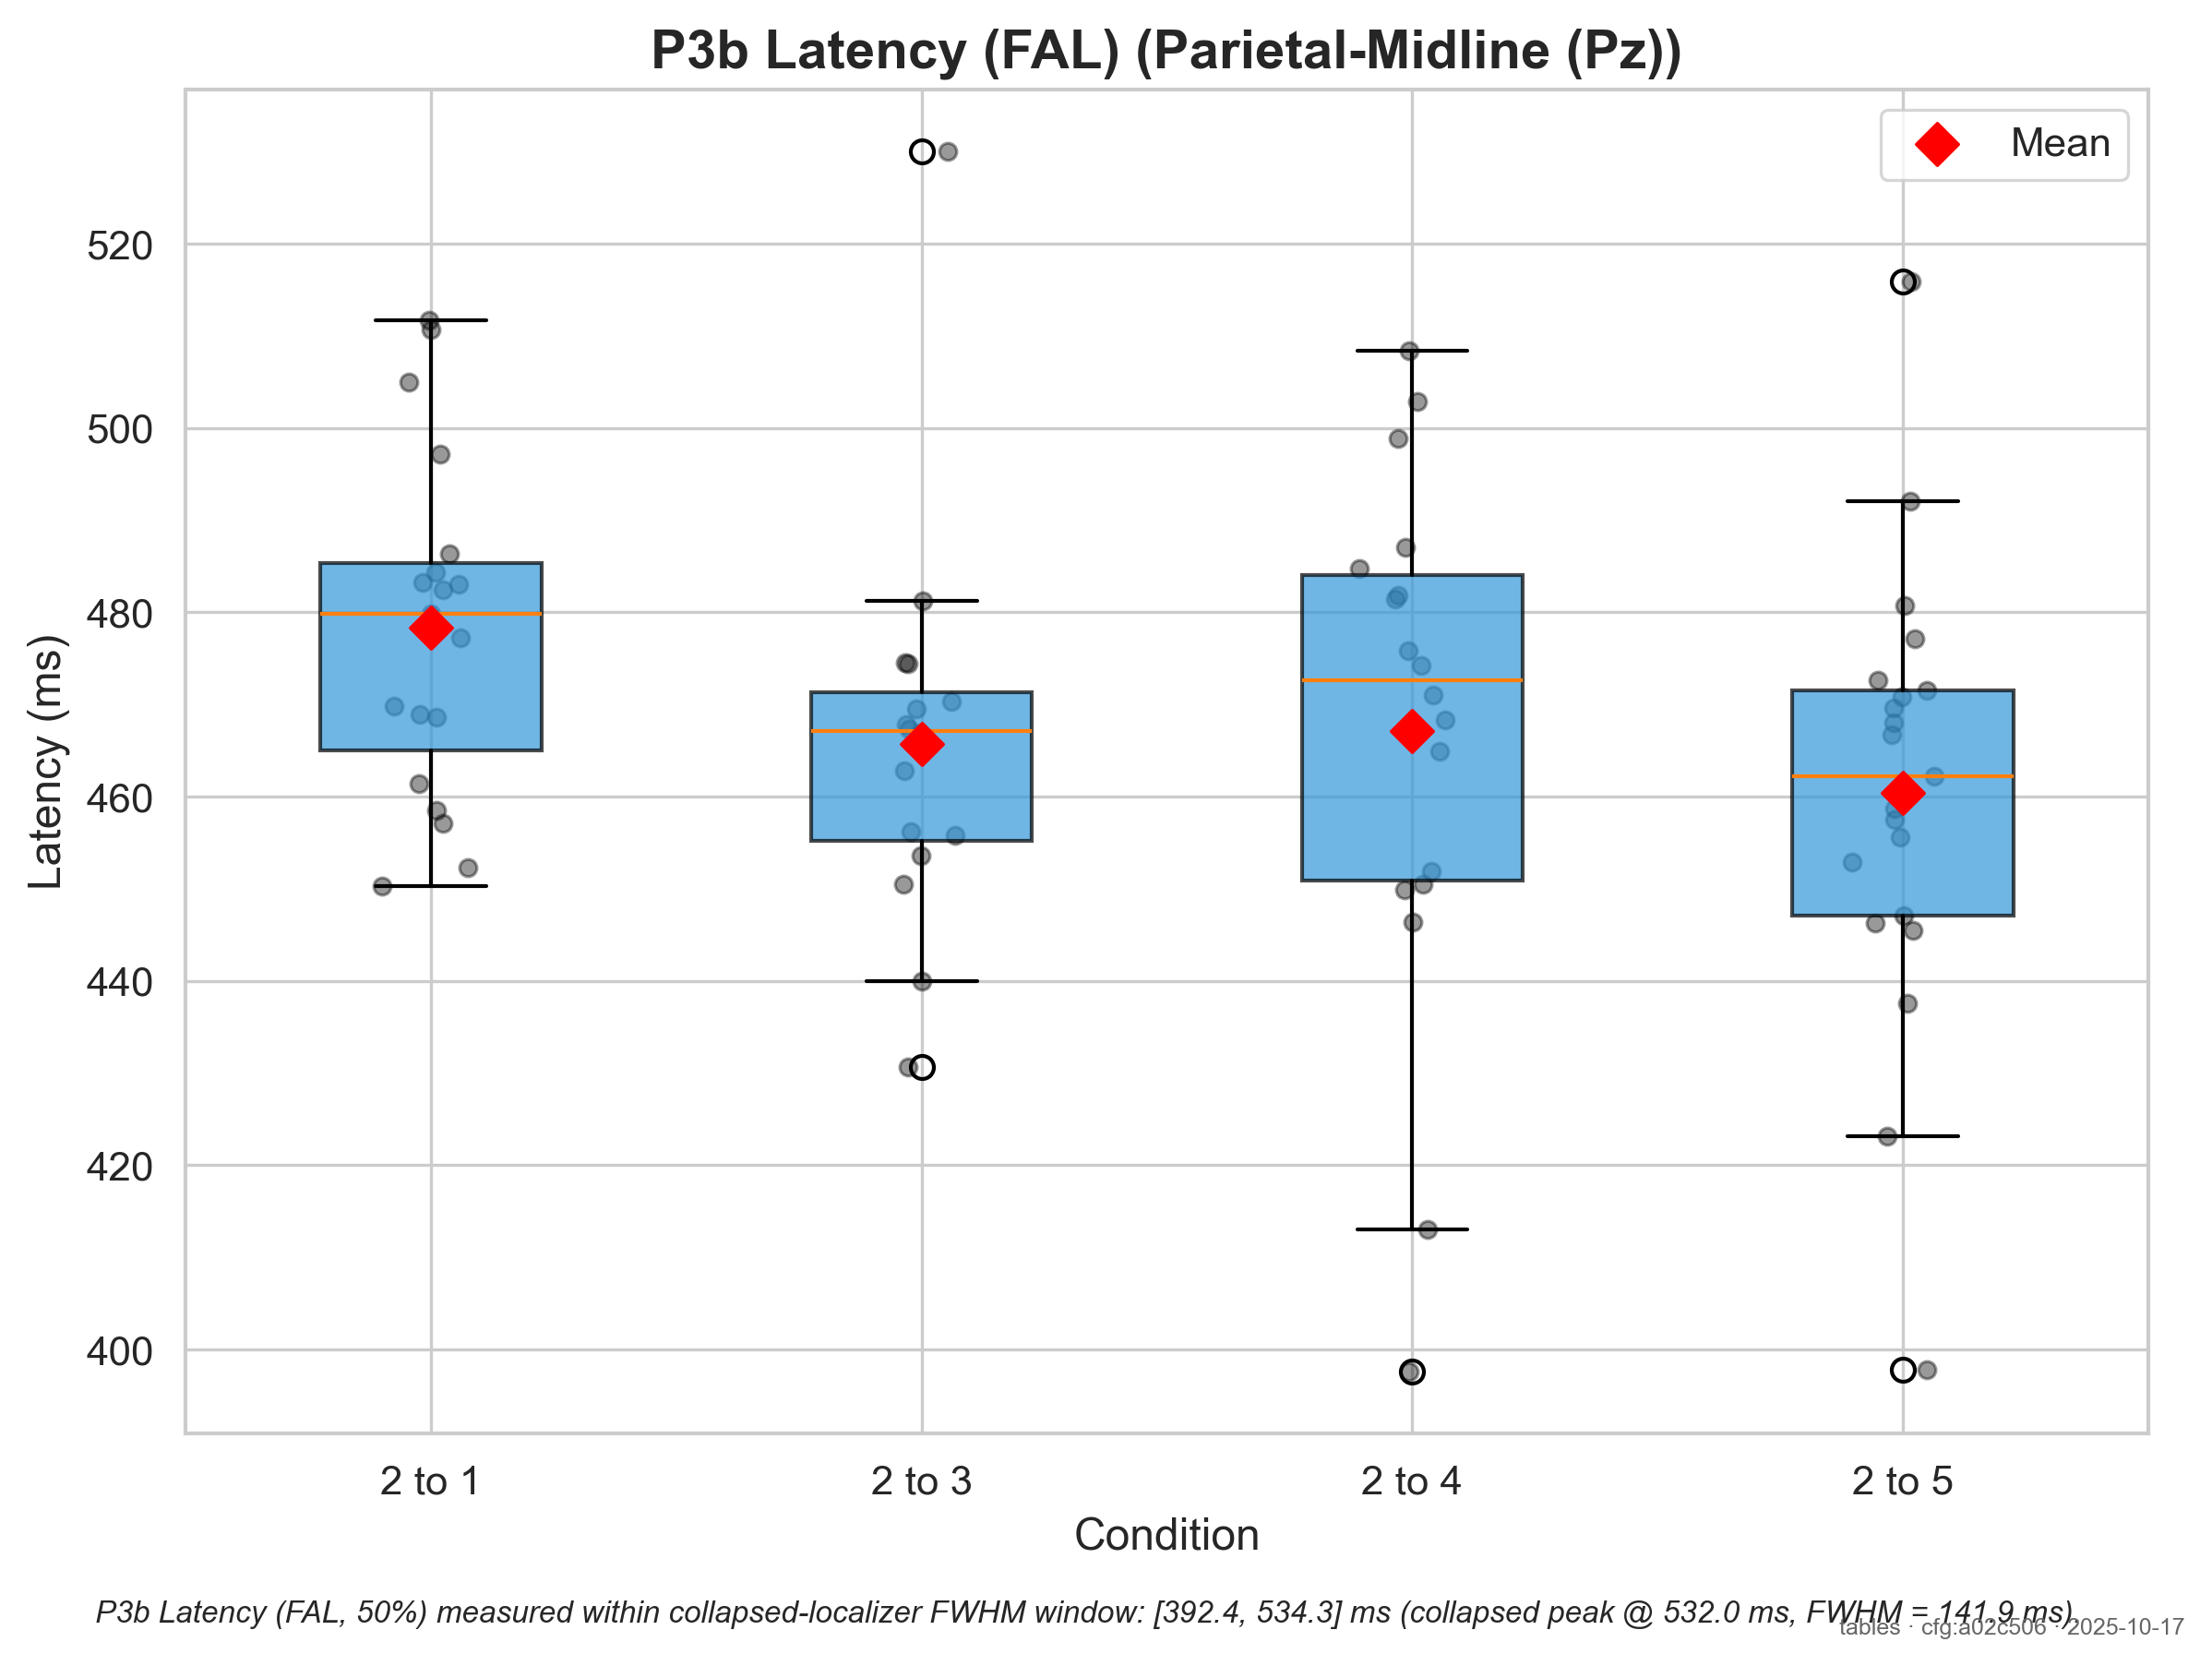 P3b Latency (FAL) (Parietal-Midline (Pz))
Mean
520
500
480
460
440
420
400
Latency (ms)
2 to 1
2 to 3
2 to 4
2 to 5
Condition
P3b Latency (FAL, 50%) measured within collapsed-localizer FWHM window: [392.4, 534.3] ms (collapsed peak @ 532.0 ms, FWHM = 141.9 ms).
tables · cfg:a02c506 · 2025-10-17